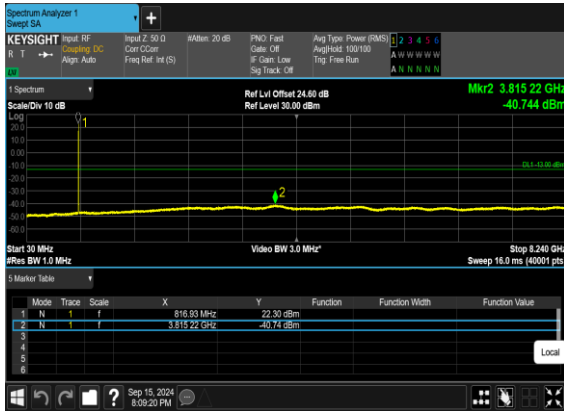 Spectrum Analyzer 1
Swept SA
KEYSIGHT Input: RF Input Z: 50 Ω #Atten: 20 dB PNO: Fast Avg Type: Power (RMS) 1 2 3 4 5 6
R T Coupling: DC Corr CCorr Gate: Off Avg|Hold: 100/100 A W W W W W
Align: Auto Freq Ref: Int (S) IF Gain: Low Trig: Free Run
Sig Track: Off A N N N N N
LXI
1 Spectrum
Ref Lvl Offset 24.60 dB Mkr2 3.815 22 GHz
Scale/Div 10 dB Ref Level 30.00 dBm -40.744 dBm
Log
20.0
10.0
0.00
-10.0
-20.0
-30.0
-40.0
-50.0
-60.0
1
DL1 -13.00 dBm
2
Start 30 MHz Video BW 3.0 MHz* Stop 8.240 GHz
#Res BW 1.0 MHz Sweep 16.0 ms (40001 pts)
5 Marker Table
Mode Trace Scale X Y Function Function Width Function Value
1 N 1 f 816.93 MHz 22.30 dBm
2 N 1 f 3.815 22 GHz -40.74 dBm
3
4
5
6
Local
? Sep 15, 2024
8:09:20 PM